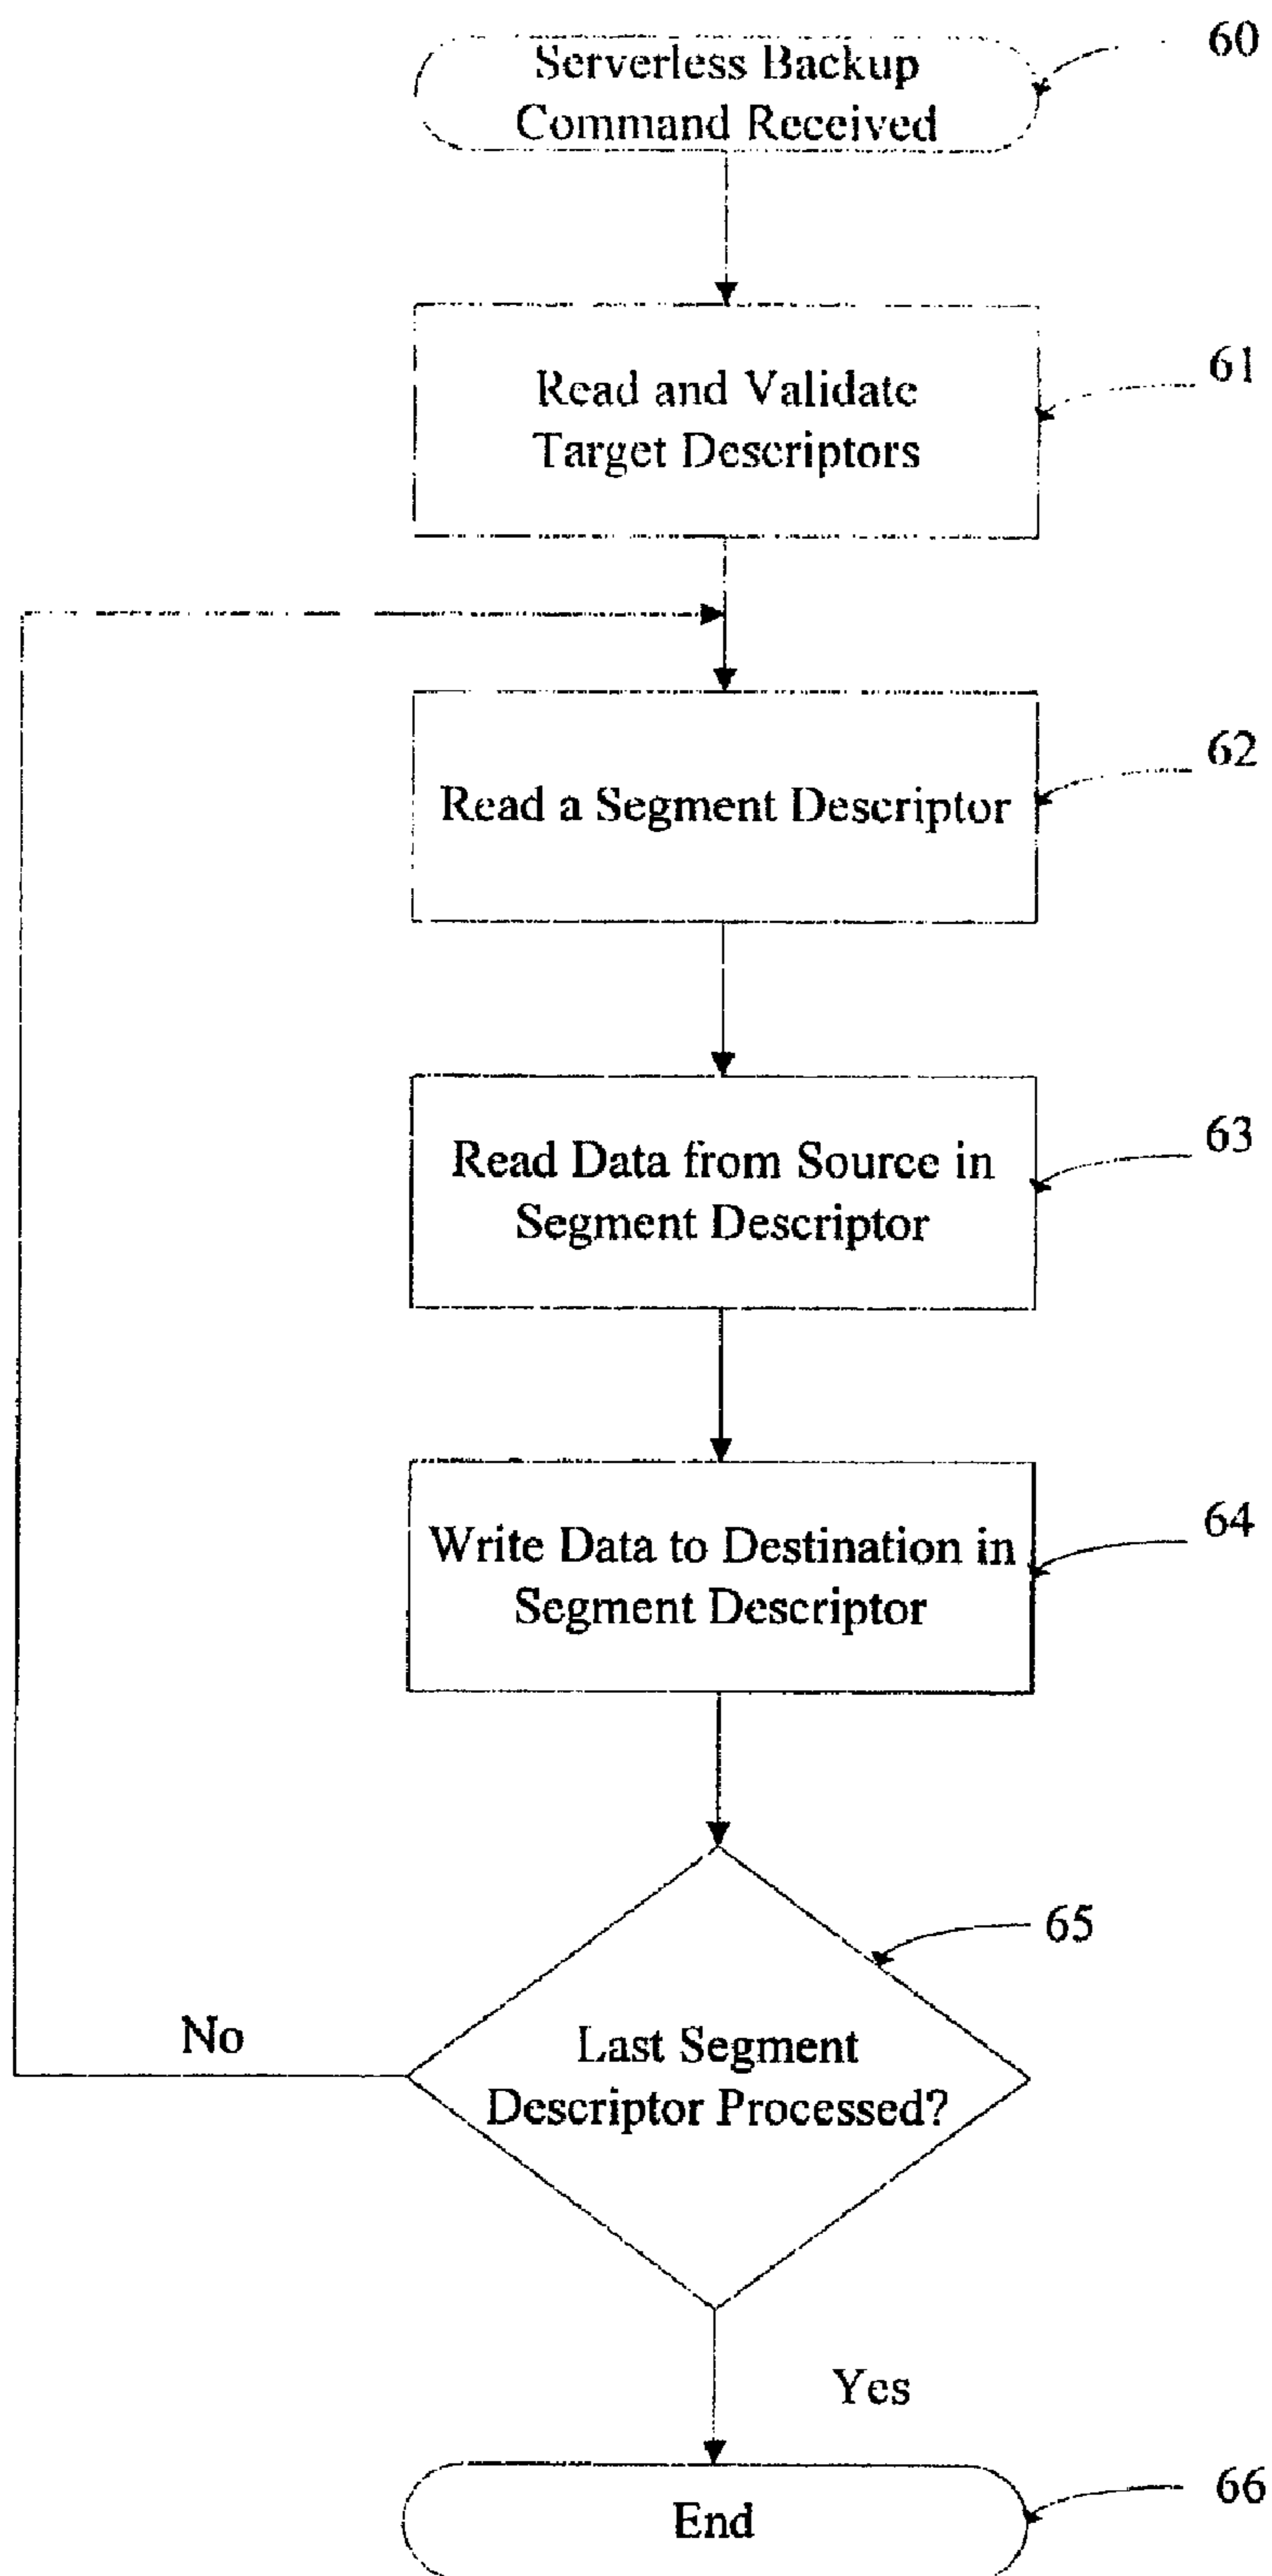 Serverless Backup
Command Received
60
Read and Validate
Target Descriptors
61
Read a Segment Descriptor
62
Read Data from Source in
Segment Descriptor
63
Write Data to Destination in
Segment Descriptor
64
65
Last Segment
Descriptor Processed?
No
Yes
End
66